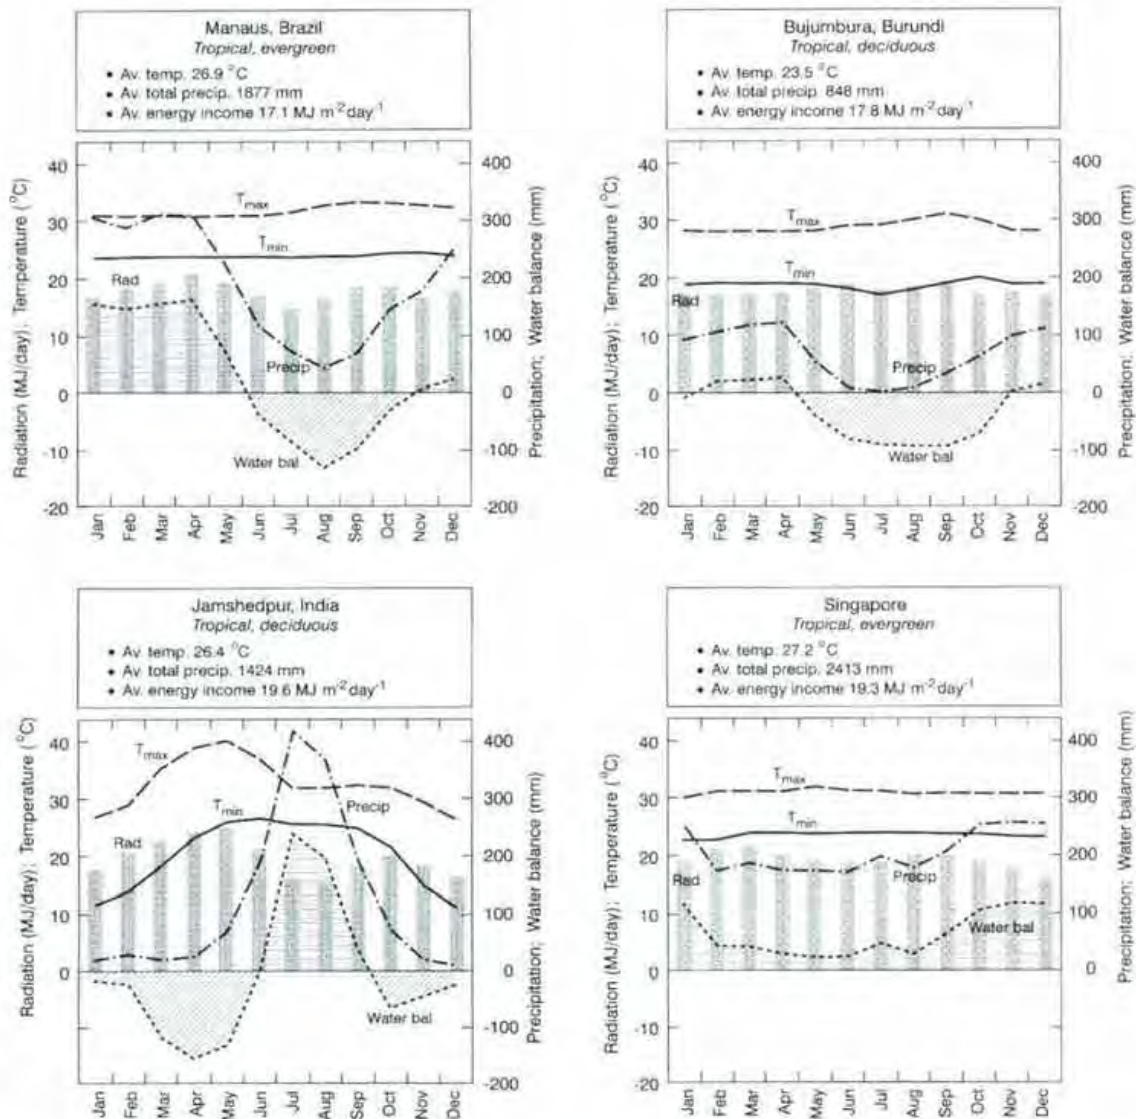 Manaus, Brazil
Tropical, evergreen
• Av. temp. 26.9 °C
• Av. total precip. 1877 mm
• Av. energy income 17.1 MJ m-2 day-1
Radiation (MJ/day); Temperature (°C)
40
30
20
10
0
-10
-20
Tmax
Tmin
Rad
Precip
Water bal
400
300
200
100
0
-100
-200
Precipitation; Water balance (mm)
Jan Feb Mar Apr May Jun Jul Aug Sep Oct Nov Dec
Bujumbura, Burundi
Tropical, deciduous
• Av. temp. 23.5 °C
• Av. total precip. 848 mm
• Av. energy income 17.8 MJ m-2 day-1
Radiation (MJ/day); Temperature (°C)
40
30
20
10
0
-10
-20
Tmax
Tmin
Rad
Precip
Water bal
400
300
200
100
0
-100
-200
Precipitation; Water balance (mm)
Jan Feb Mar Apr May Jun Jul Aug Sep Oct Nov Dec
Jamshedpur, India
Tropical, deciduous
• Av. temp. 26.4 °C
• Av. total precip. 1424 mm
• Av. energy income 19.6 MJ m-2 day-1
Radiation (MJ/day); Temperature (°C)
40
30
20
10
0
Tmax
Tmin
Precip
Rad
Water bal
400
300
200
100
0
-100
-200
Precipitation; Water balance (mm)
Jan Feb Mar Apr May Jun Jul Aug Sep Oct Nov Dec
Singapore
Tropical, evergreen
• Av. temp. 27.2 °C
• Av. total precip. 2413 mm
• Av. energy income 19.3 MJ m-2 day-1
Radiation (MJ/day); Temperature (°C)
40
30
20
10
0
-10
-20
Tmax
Tmin
Rad
Precip
Water bal
400
300
200
100
0
Precipitation; Water balance (mm)
Jan Feb Mar Apr May Jun Jul Aug Sep Oct Nov Dec